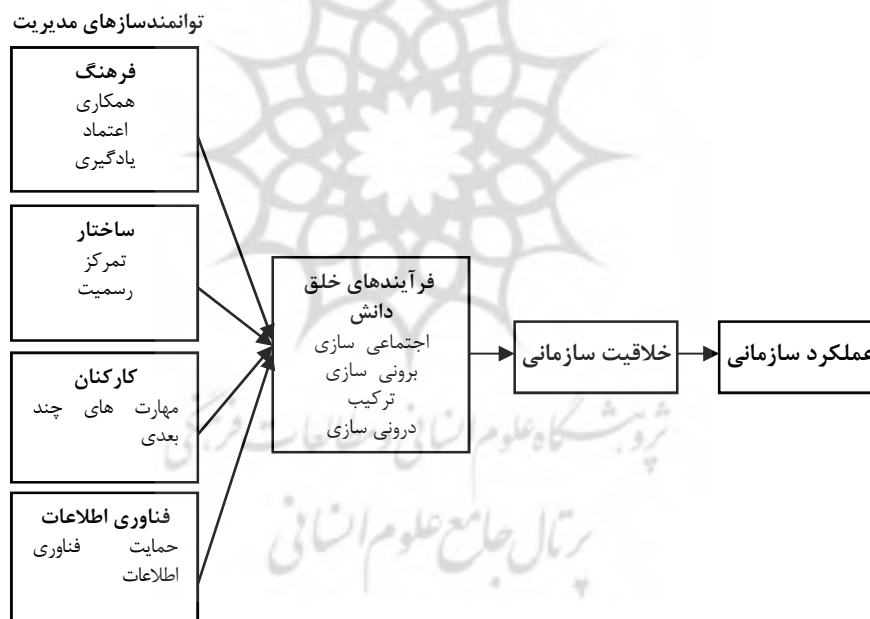 توانمندسازهای مدیریت
فرهنگ
همکاری
اعتماد
یادگیری
ساختار
تمرکز
رسمیت
کارکنان
مهارت های چند
بعدی
فناوری اطلاعات
حمایت فناوری
اطلاعات
فرآیندهای خلق
دانش
اجتماعی سازی
برونی سازی
ترکیب
درونی سازی
خلاقیت سازمانی
عملکرد سازمانی
پژوهشگاه علوم انسانی و مطالعات فرهنگی
پرتال جامع علوم انسانی